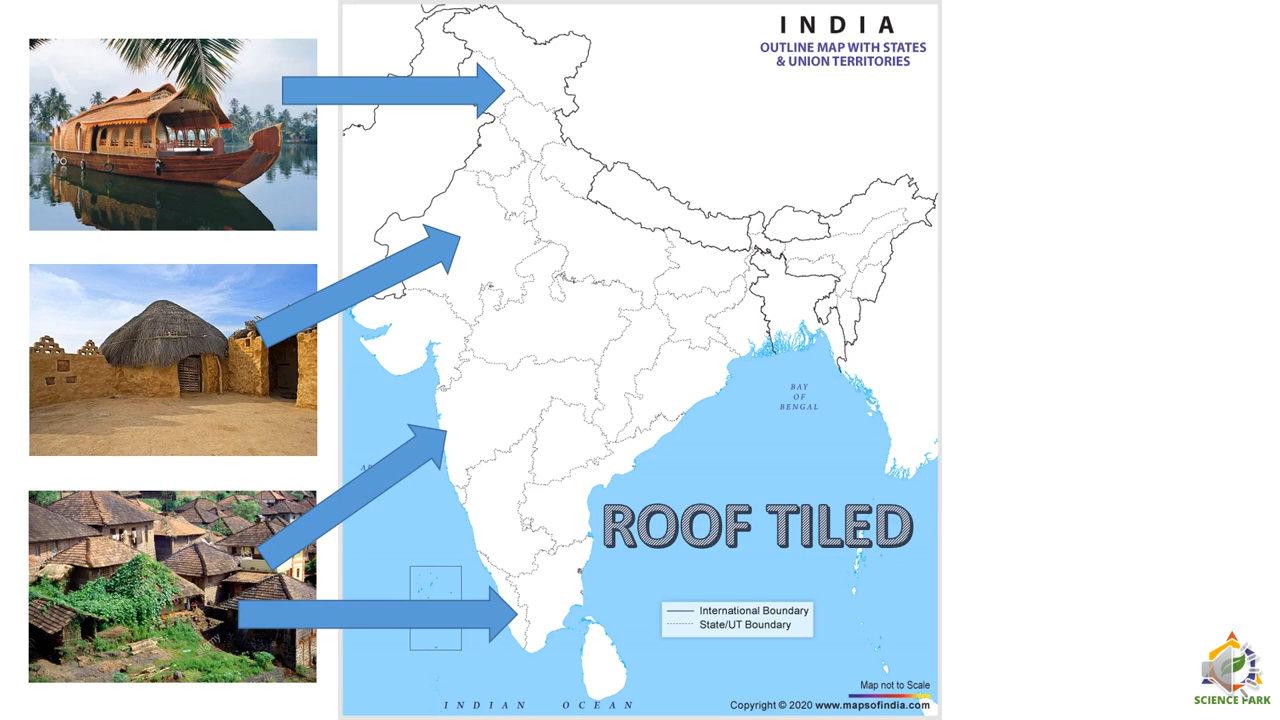 INDIA
OUTLINE MAP WITH STATES
& UNION TERRITORIES
BAY
OF
BENGAL
ROOF TILED
International Boundary
State/UT Boundary
Map not to Scale
INDIAN OCEAN
Copyright © 2020 www.mapsofindia.com
SCIENCE PARK